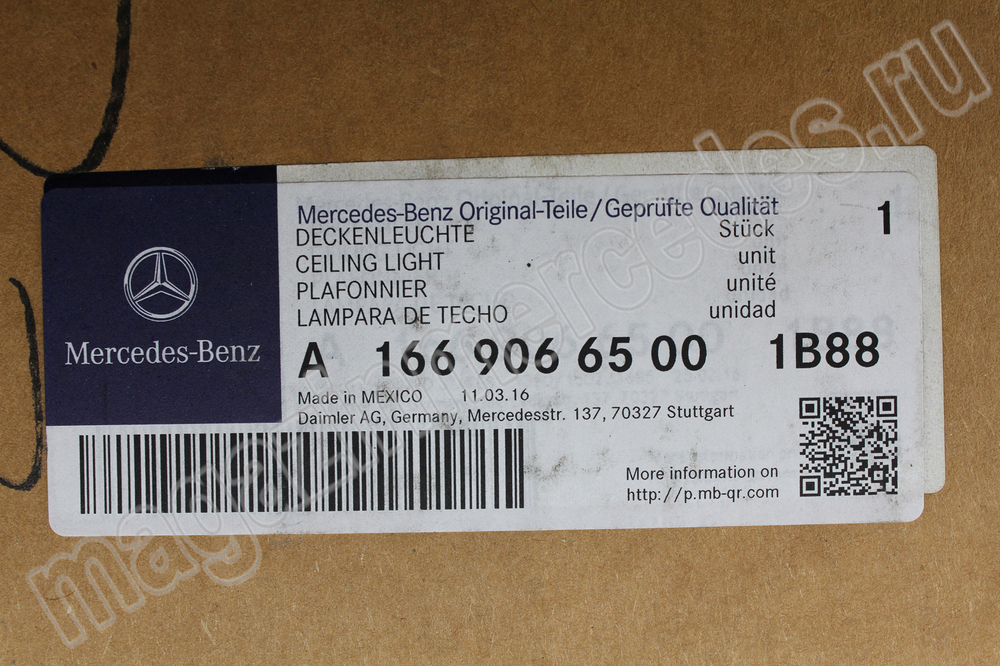 Mercedes-Benz
Mercedes-Benz Original-Teile/Geprüfte Qualität
DECKENLEUCHTE Stück 1
CEILING LIGHT unit
PLAFONNIER unité
LAMPARA DE TECHO unidad
A 166 906 65 00 1B88
Made in MEXICO 11.03.16
Daimler AG, Germany, Mercedesstr. 137, 70327 Stuttgart
More information on
http://p.mb-qr.com
magazin-mercedes.ru